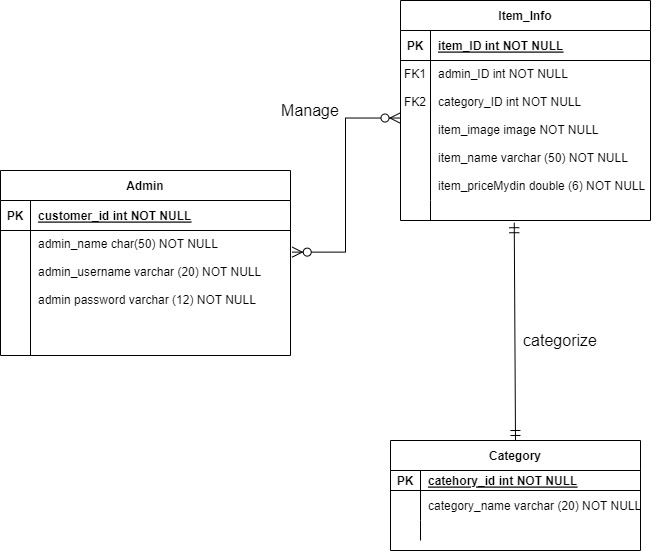 Item_Info
PK item_ID int NOT NULL
FK1 admin_ID int NOT NULL
FK2 category_ID int NOT NULL
item_image image NOT NULL
item_name varchar (50) NOT NULL
item_priceMydin double (6) NOT NULL
Manage
Admin
PK customer_id int NOT NULL
admin_name char(50) NOT NULL
admin_username varchar (20) NOT NULL
admin password varchar (12) NOT NULL
categorize
Category
PK catehory_id int NOT NULL
category_name varchar (20) NOT NULL